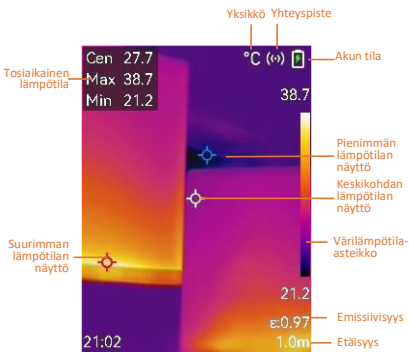 Yksikkö Yhteyspiste
Akun tila
Tosiaikainen
lämpötila
Cen 27.7
Max 38.7
Min 21.2
°C
38.7
Pienimmän
lämpötilan
näyttö
Keskikohdan
lämpötilan
näyttö
Suurimman
lämpötilan
näyttö
Värilämpötila-
asteikko
21.2
ε:0.97
Emissiivisyys
21:02
1.0m
Etäisyys